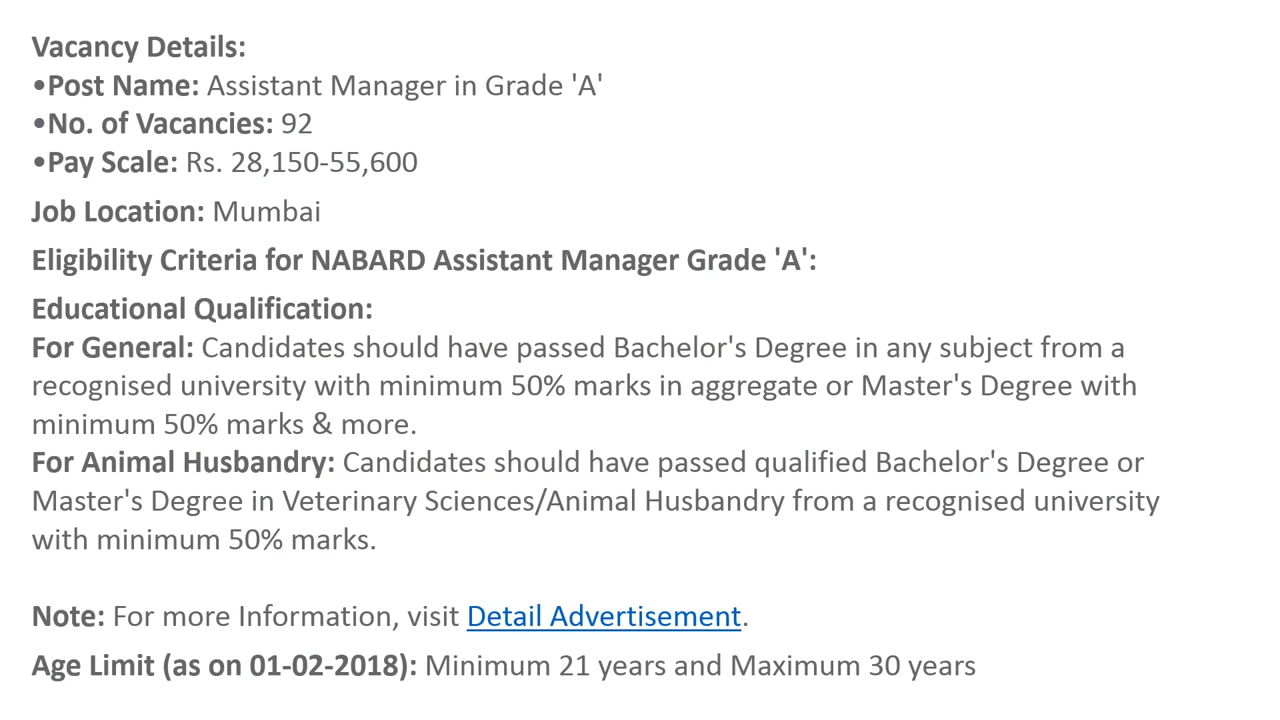 Vacancy Details:
•Post Name: Assistant Manager in Grade 'A'
•No. of Vacancies: 92
•Pay Scale: Rs. 28,150-55,600
Job Location: Mumbai
Eligibility Criteria for NABARD Assistant Manager Grade 'A':
Educational Qualification:
For General: Candidates should have passed Bachelor's Degree in any subject from a
recognised university with minimum 50% marks in aggregate or Master's Degree with
minimum 50% marks & more.
For Animal Husbandry: Candidates should have passed qualified Bachelor's Degree or
Master's Degree in Veterinary Sciences/Animal Husbandry from a recognised university
with minimum 50% marks.
Note: For more Information, visit Detail Advertisement.
Age Limit (as on 01-02-2018): Minimum 21 years and Maximum 30 years